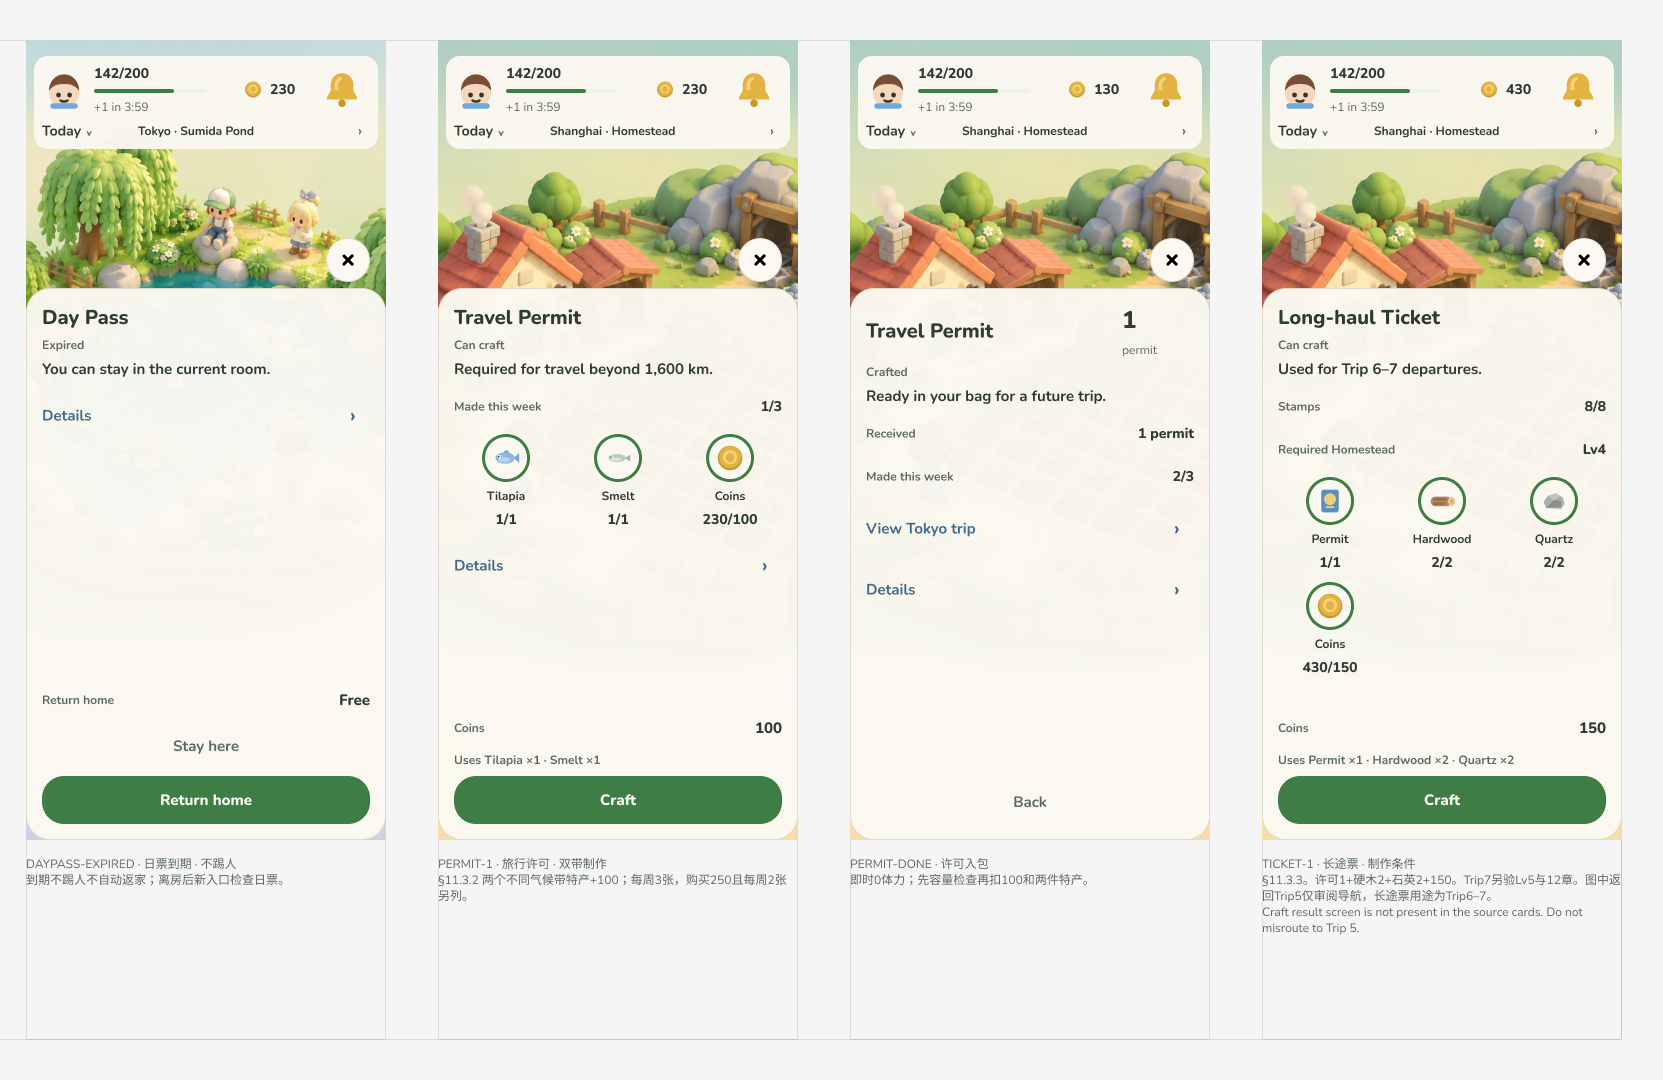 142/200
230
+1 in 3:59
Today ˅
Tokyo · Sumida Pond ›
Day Pass
Expired
You can stay in the current room.
Details ›
Return home Free
Stay here
Return home
DAYPASS-EXPIRED · 日票到期 · 不踢人
到期不踢人不自动返家；离房后新入口检查日票。
142/200
230
+1 in 3:59
Today ˅
Shanghai · Homestead ›
Travel Permit
Can craft
Required for travel beyond 1,600 km.
Made this week 1/3
Tilapia Smelt Coins
1/1 1/1 230/100
Details ›
Coins 100
Uses Tilapia ×1 · Smelt ×1
Craft
PERMIT-1 · 旅行许可 · 双带制作
§11.3.2 两个不同气候带特产+100；每周3张，购买250且每周2张
另列。
142/200
130
+1 in 3:59
Today ˅
Shanghai · Homestead ›
Travel Permit
1
permit
Crafted
Ready in your bag for a future trip.
Received 1 permit
Made this week 2/3
View Tokyo trip ›
Details ›
Back
PERMIT-DONE · 许可入包
即时0体力；先容量检查再扣100和两件特产。
142/200
430
+1 in 3:59
Today ˅
Shanghai · Homestead ›
Long-haul Ticket
Can craft
Used for Trip 6–7 departures.
Stamps 8/8
Required Homestead Lv4
Permit Hardwood Quartz
1/1 2/2 2/2
Coins
430/150
Coins 150
Uses Permit ×1 · Hardwood ×2 · Quartz ×2
Craft
TICKET-1 · 长途票 · 制作条件
§11.3.3。许可1+硬木2+石英2+150。Trip7另验Lv5与12章。图中返
回Trip5仅审阅导航，长途票用途为Trip6–7。
Craft result screen is not present in the source cards. Do not
misroute to Trip 5.